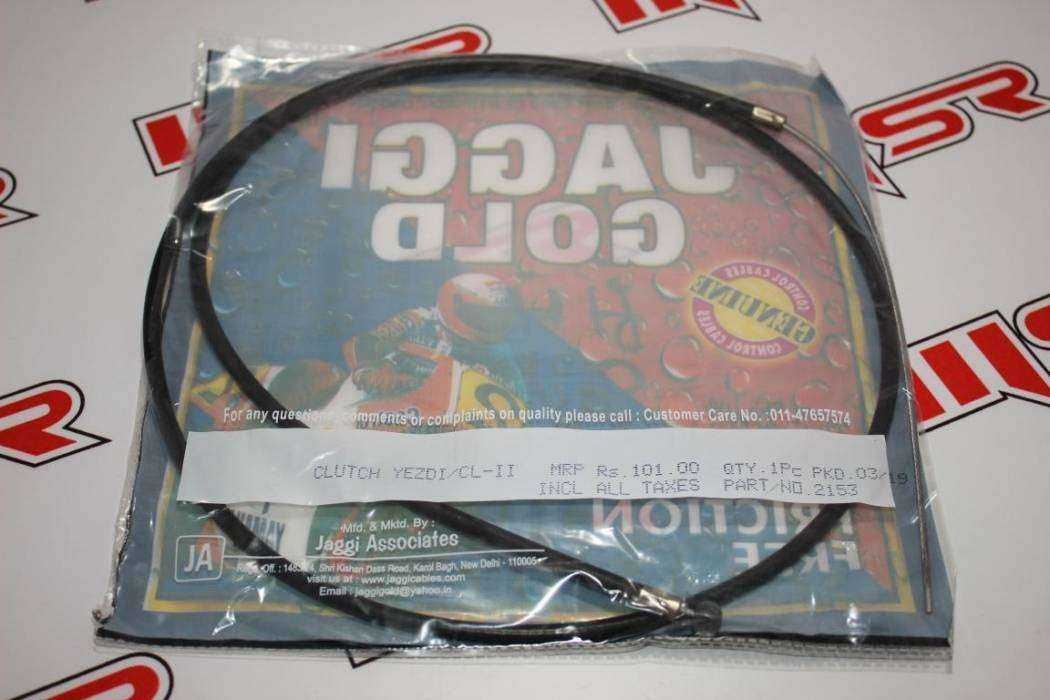 JAGGI
GOLD
CONTROL CABLES
GENUINE
CONTROL CABLES
For any questions, comments or complaints on quality please call : Customer Care No. :011-47657574
CLUTCH YEZDI/CL-II MRP Rs.101.00 QTY.1Pc PKD.03/19
INCL ALL TAXES PART/NO.2153
FRICTION
FREE
YAMAHA
Mfd. & Mktd. By :
JA Jaggi Associates
Off. : Shri Kishan Dass Road, Karol Bagh, New Delhi - 110005
visit us at : www.jaggicables.com
Email : jaggigold@yahoo.in